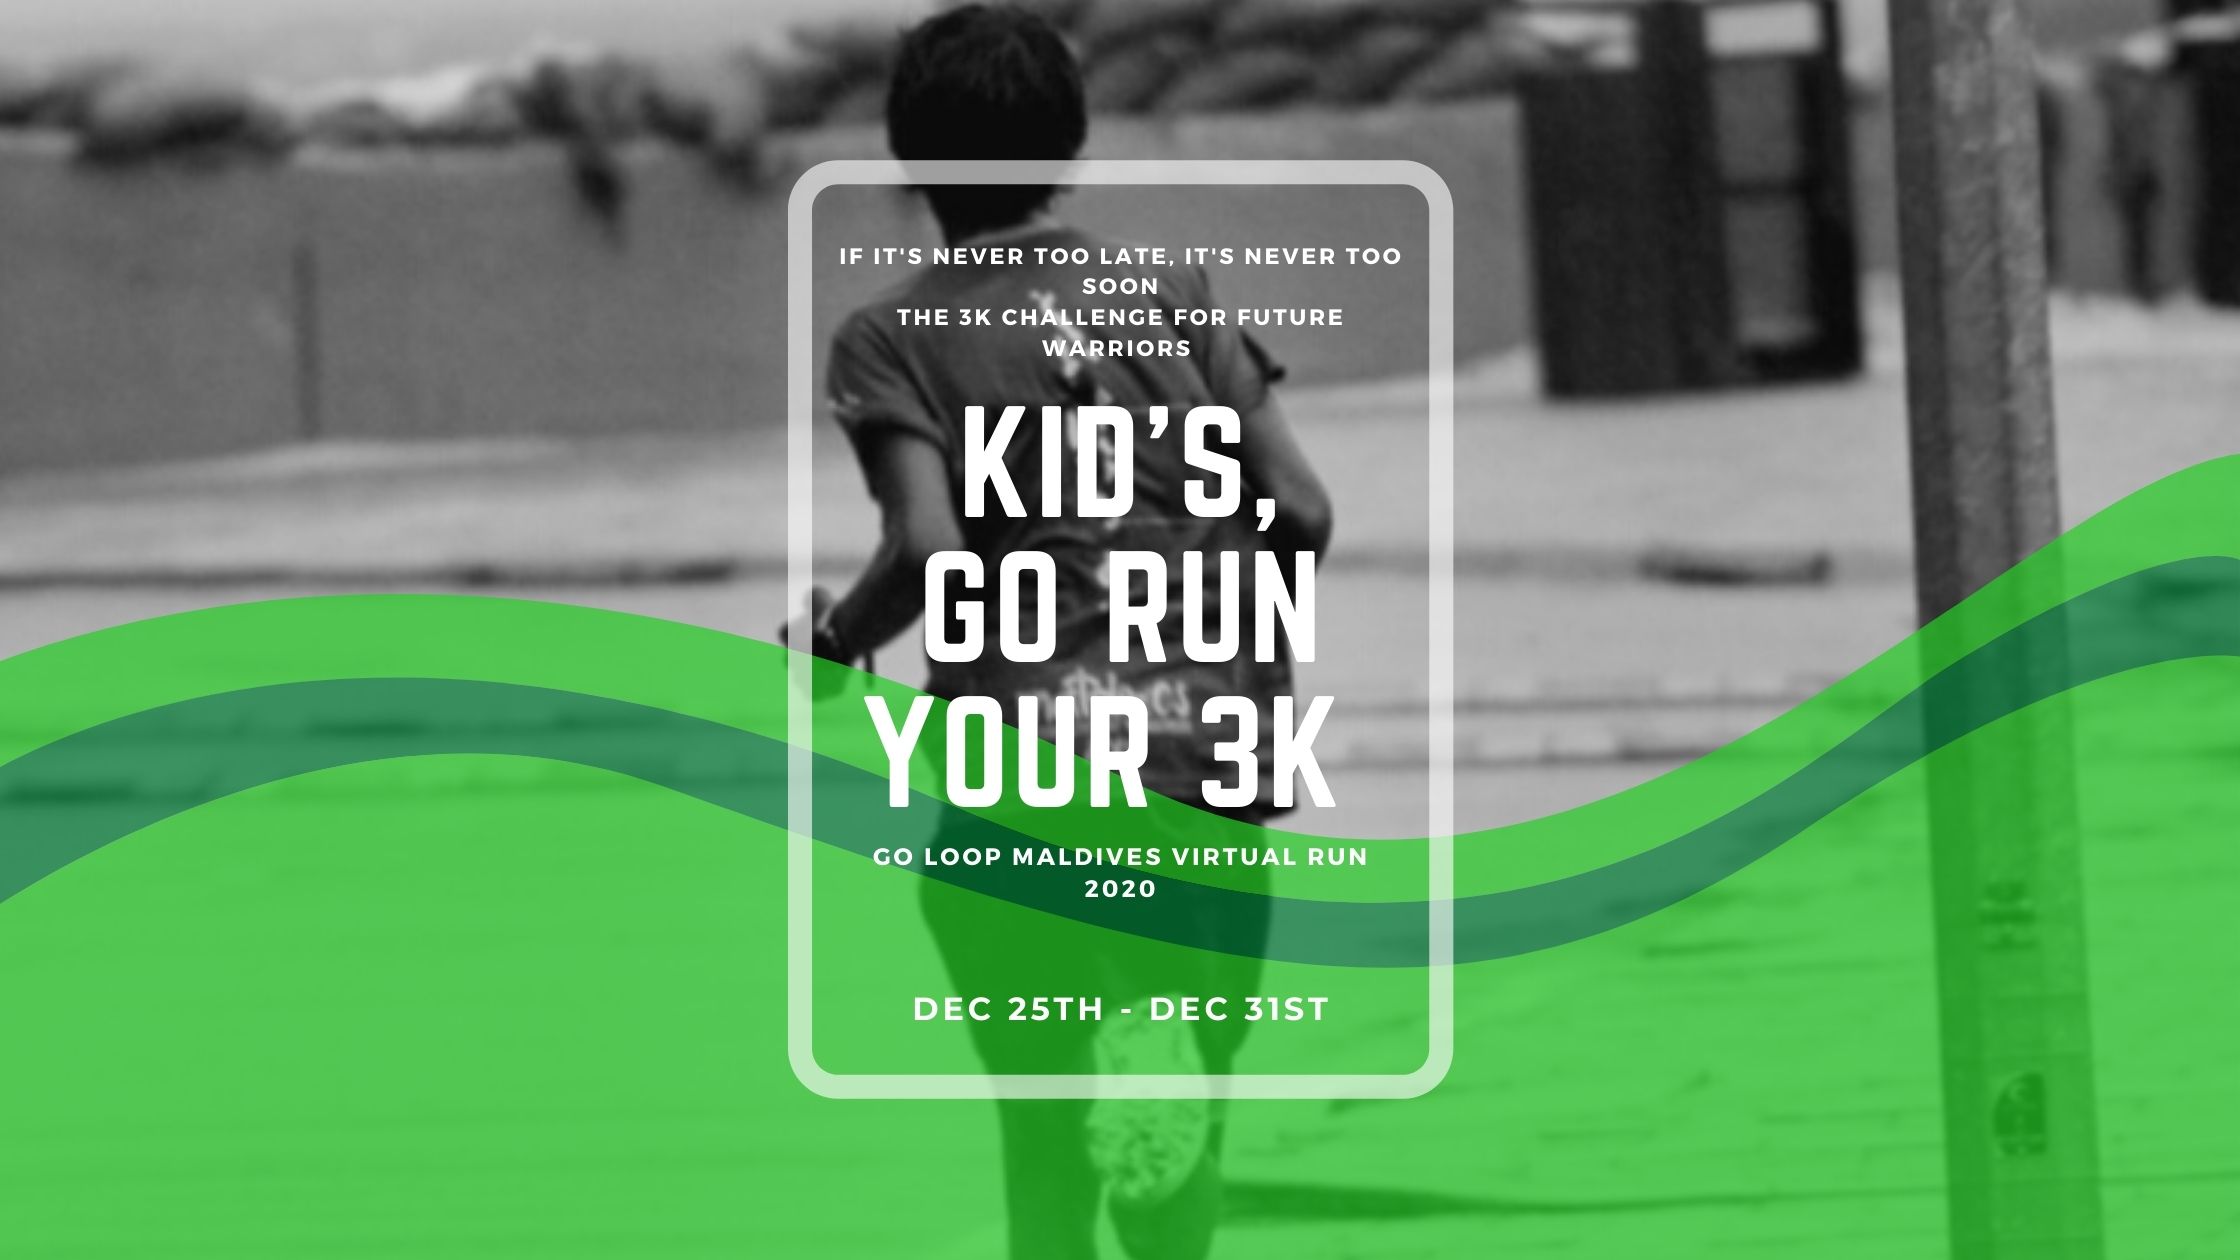 IF IT'S NEVER TOO LATE, IT'S NEVER TOO
SOON
THE 3K CHALLENGE FOR FUTURE
WARRIORS
KID'S,
GO RUN
YOUR 3K
GO LOOP MALDIVES VIRTUAL RUN
2020
DEC 25TH - DEC 31ST